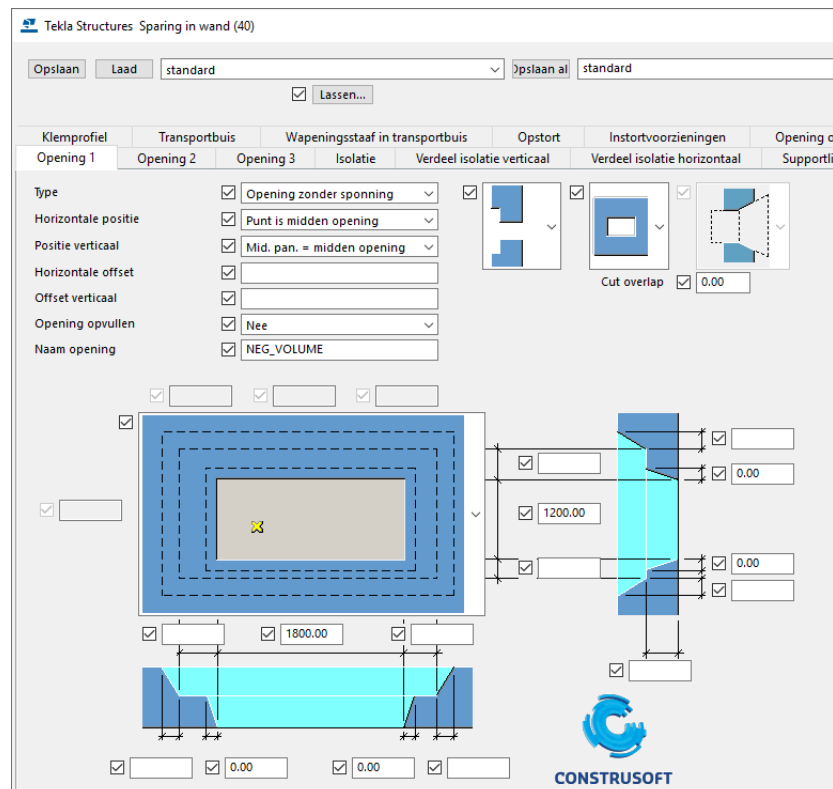 Tekla Structures Sparing in wand (40)
Opslaan Laad standard Opslaan al standard
Lassen...
Klemprofiel Transportbuis Wapeningsstaaf in transportbuis Opstort Instortvoorzieningen Opening o
Opening 1 Opening 2 Opening 3 Isolatie Verdeel isolatie verticaal Verdeel isolatie horizontaal Supportli
Type Opening zonder sponning
Horizontale positie Punt is midden opening
Positie verticaal Mid. pan. = midden opening
Horizontale offset
Cut overlap 0.00
Offset verticaal
Opening opvullen Nee
Naam opening NEG_VOLUME
0.00
1200.00
0.00
1800.00
0.00 0.00
CONSTRUSOFT